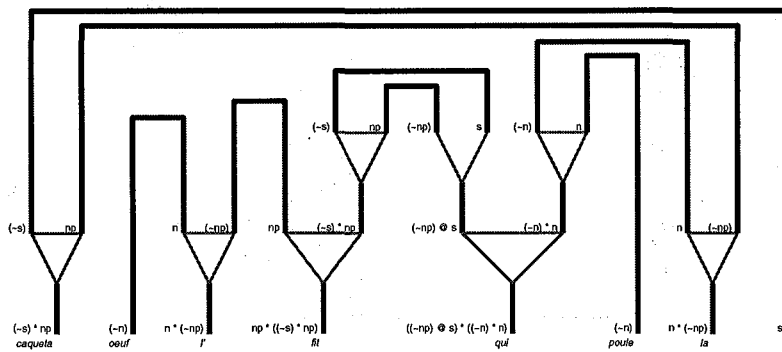 (~s) np (~np) s (~n) n
(~s) np n (~np) np (~s) * np (~np) @ s (~n) * n n (~np)
(~s) * np (~n) n * (~np) np * ((~s) * np) ((~np) @ s) * ((~n) * n) (~n) n * (~np) s
caqueta oeuf l' fit qui poule la